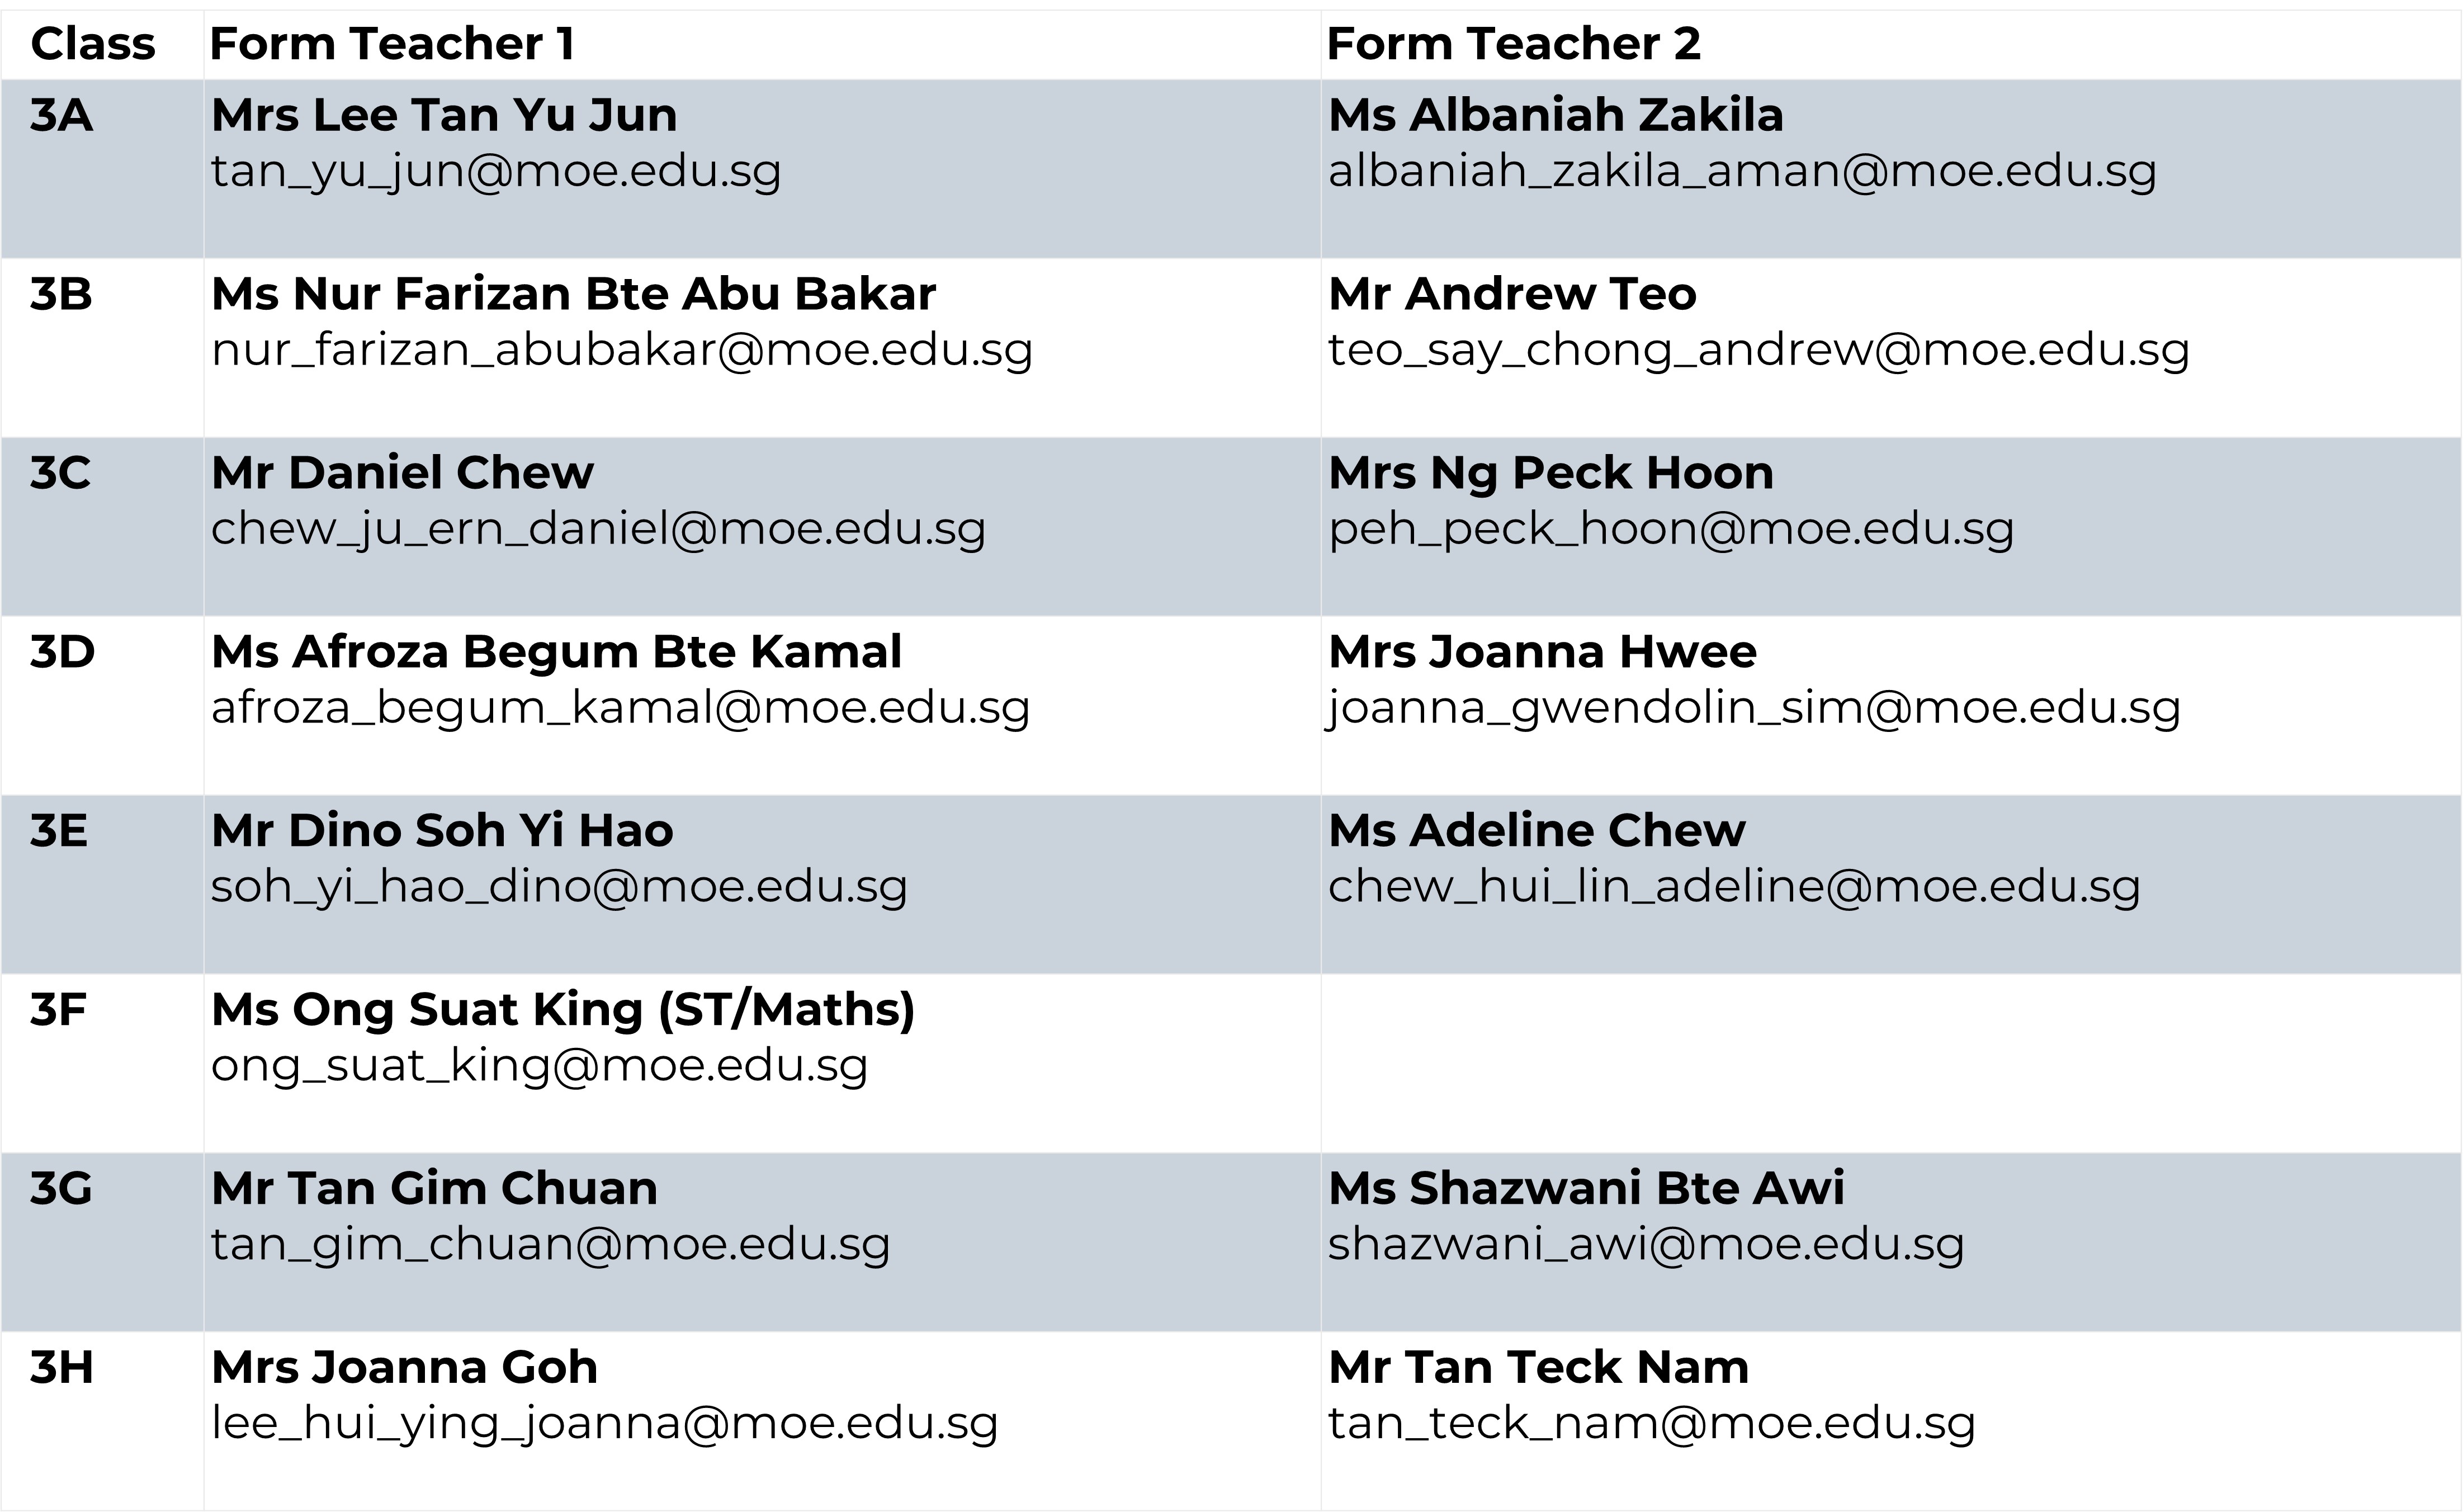 Class Form Teacher 1 Form Teacher 2
3A Mrs Lee Tan Yu Jun Ms Albaniah Zakila
tan_yu_jun@moe.edu.sg albaniah_zakila_aman@moe.edu.sg
3B Ms Nur Farizan Bte Abu Bakar Mr Andrew Teo
nur_farizan_abubakar@moe.edu.sg teo_say_chong_andrew@moe.edu.sg
3C Mr Daniel Chew Mrs Ng Peck Hoon
chew_ju_ern_daniel@moe.edu.sg peh_peck_hoon@moe.edu.sg
3D Ms Afroza Begum Bte Kamal Mrs Joanna Hwee
afroza_begum_kamal@moe.edu.sg joanna_gwendolin_sim@moe.edu.sg
3E Mr Dino Soh Yi Hao Ms Adeline Chew
soh_yi_hao_dino@moe.edu.sg chew_hui_lin_adeline@moe.edu.sg
3F Ms Ong Suat King (ST/Maths)
ong_suat_king@moe.edu.sg
3G Mr Tan Gim Chuan Ms Shazwani Bte Awi
tan_gim_chuan@moe.edu.sg shazwani_awi@moe.edu.sg
3H Mrs Joanna Goh Mr Tan Teck Nam
lee_hui_ying_joanna@moe.edu.sg tan_teck_nam@moe.edu.sg